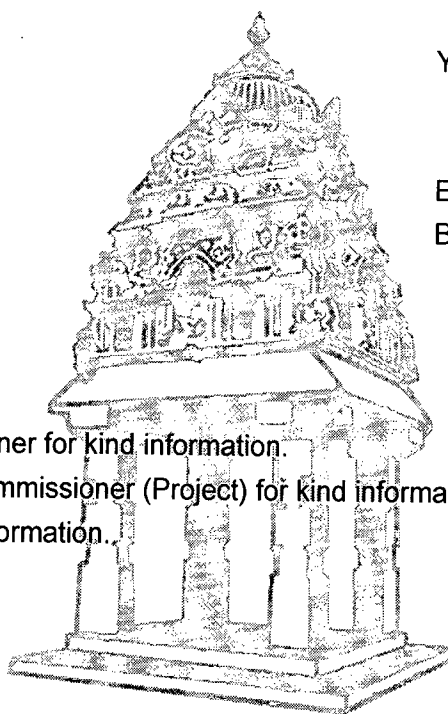 Y
E
B
ner for kind information.
mmissioner (Project) for kind informa
ormation..